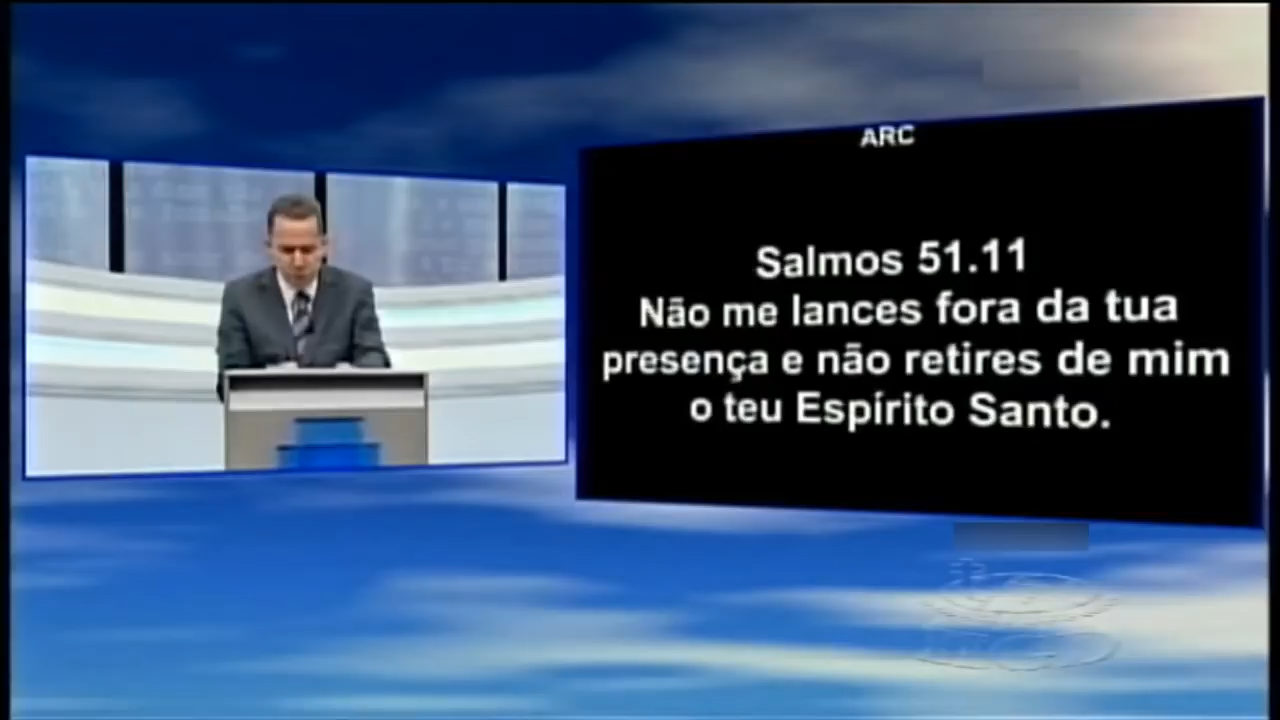 ARC
Salmos 51.11
Não me lances fora da tua
presença e não retires de mim
o teu Espírito Santo.